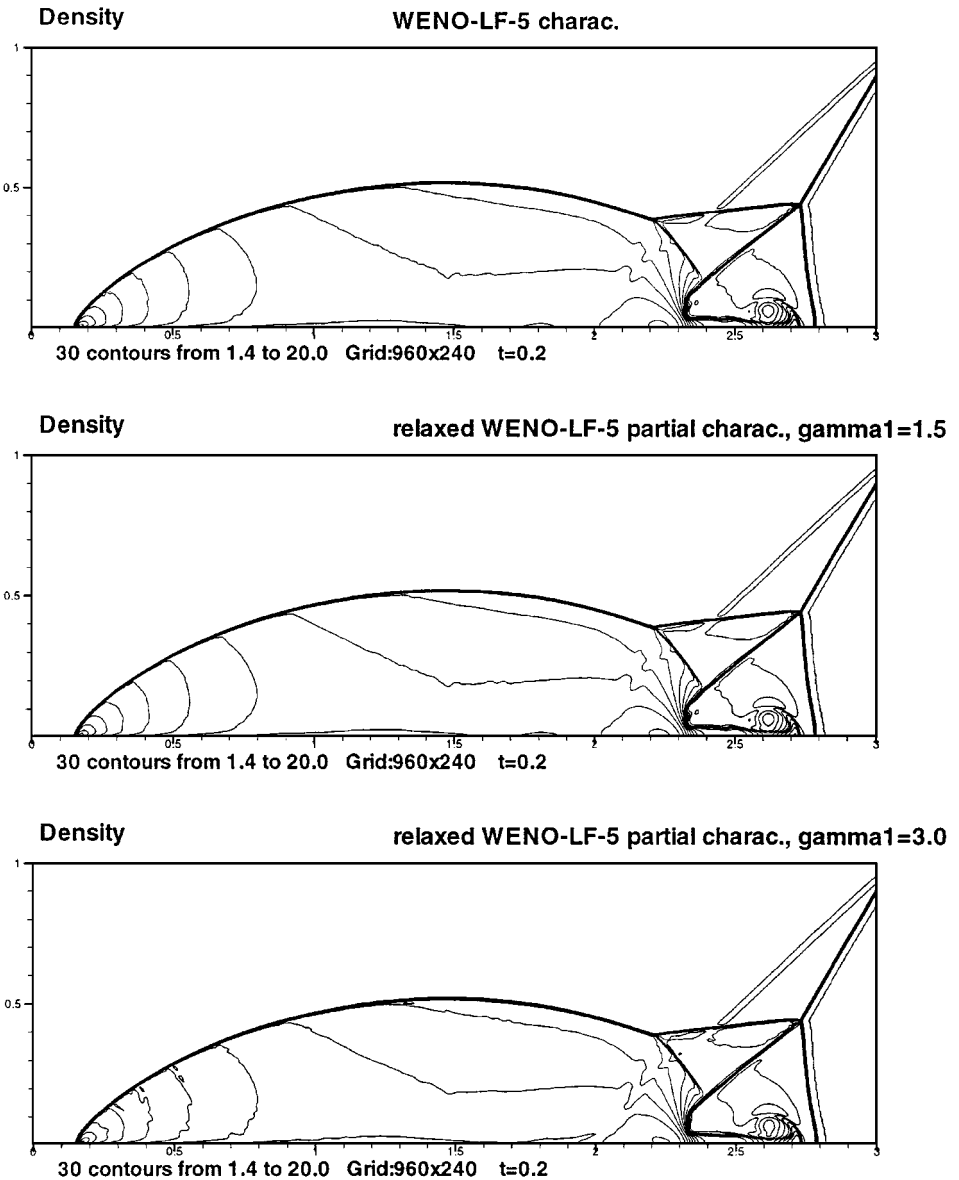 Density WENO-LF-5 charac.
1
0.5
0 0.5 1 1.5 2 2.5 3
30 contours from 1.4 to 20.0 Grid:960x240 t=0.2
Density relaxed WENO-LF-5 partial charac., gamma1=1.5
1
0.5
0 0.5 1 1.5 2 2.5 3
30 contours from 1.4 to 20.0 Grid:960x240 t=0.2
Density relaxed WENO-LF-5 partial charac., gamma1=3.0
1
0.5
0 0.5 1 1.5 2 2.5 3
30 contours from 1.4 to 20.0 Grid:960x240 t=0.2